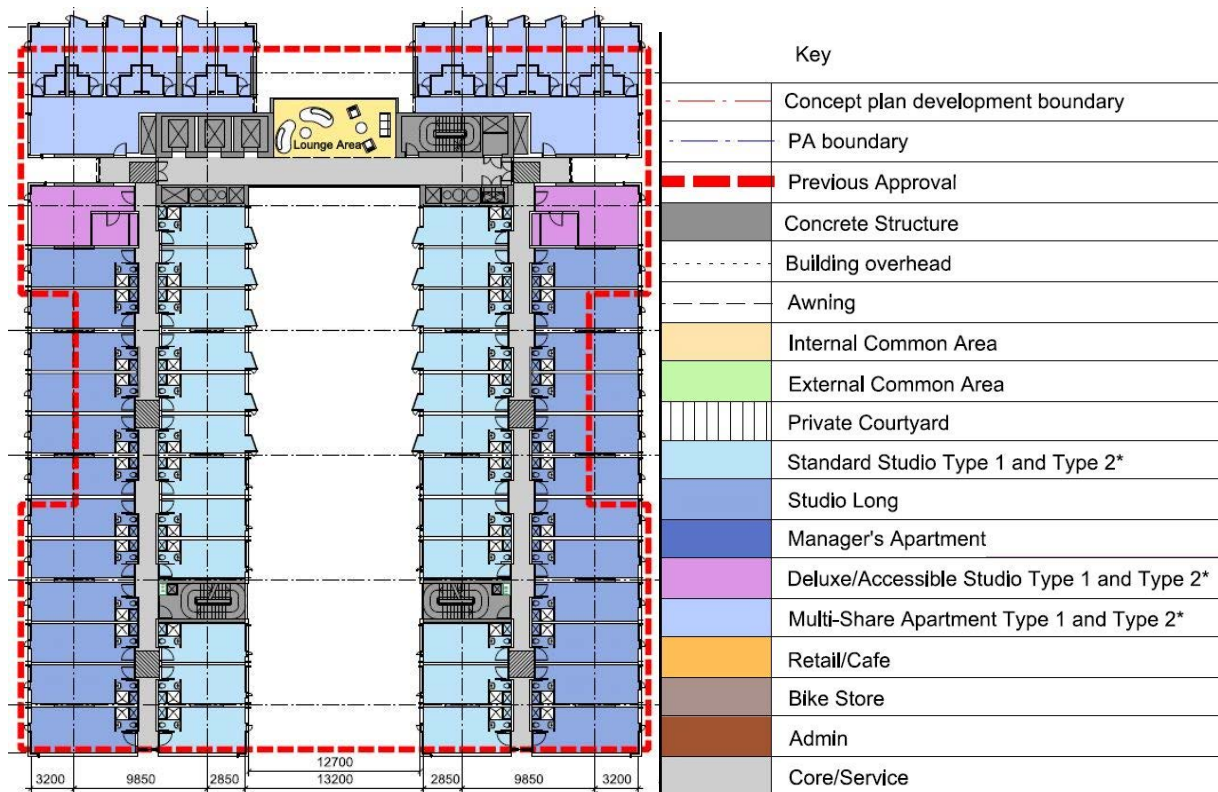 Lounge Area
12700
3200 9850 2850 13200 2850 9850 3200
Key
Concept plan development boundary
PA boundary
Previous Approval
Concrete Structure
Building overhead
Awning
Internal Common Area
External Common Area
Private Courtyard
Standard Studio Type 1 and Type 2*
Studio Long
Manager's Apartment
Deluxe/Accessible Studio Type 1 and Type 2*
Multi-Share Apartment Type 1 and Type 2*
Retail/Cafe
Bike Store
Admin
Core/Service